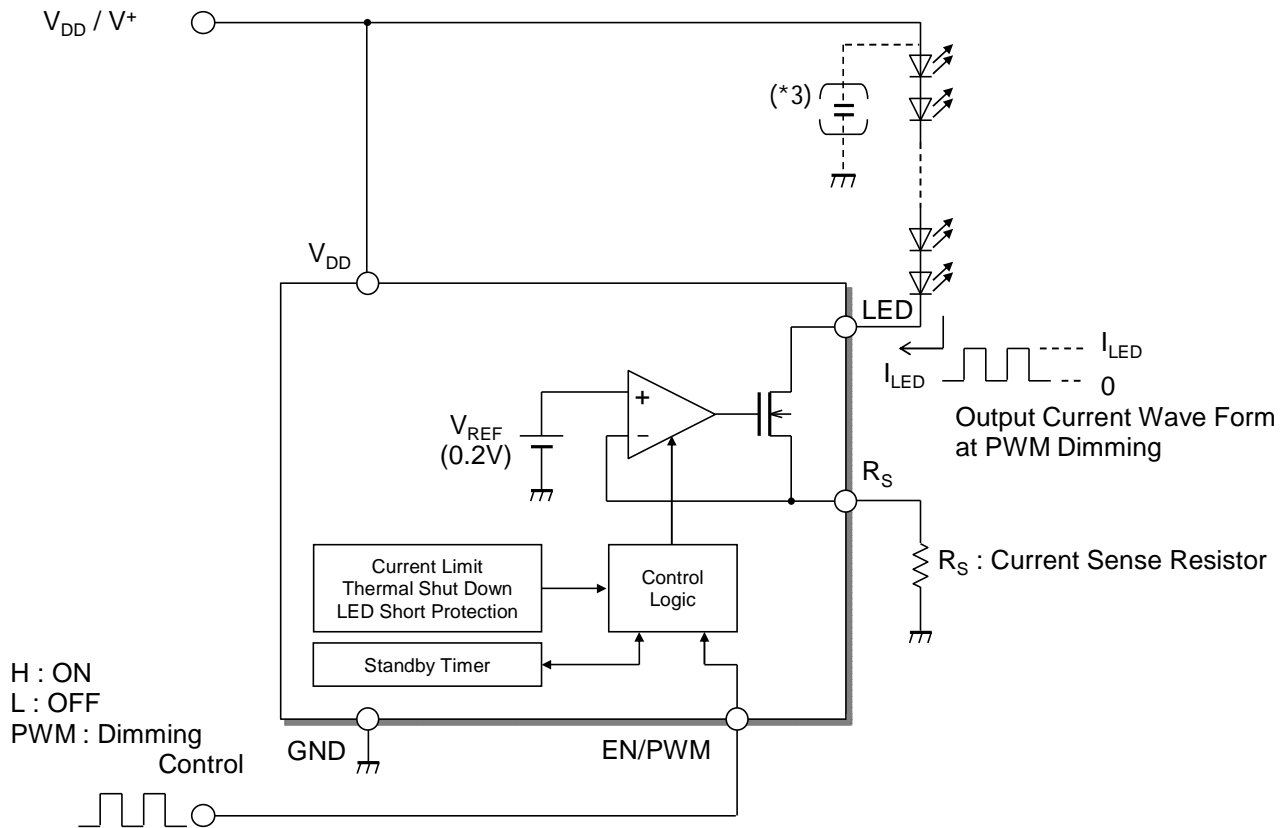 VDD / V+
(*3)
VDD
LED
ILED
ILED
0
Output Current Wave Form
at PWM Dimming
+
−
VREF
(0.2V)
RS
RS : Current Sense Resistor
Current Limit
Thermal Shut Down
LED Short Protection
Control
Logic
Standby Timer
H : ON
L : OFF
PWM : Dimming
Control
GND
EN/PWM